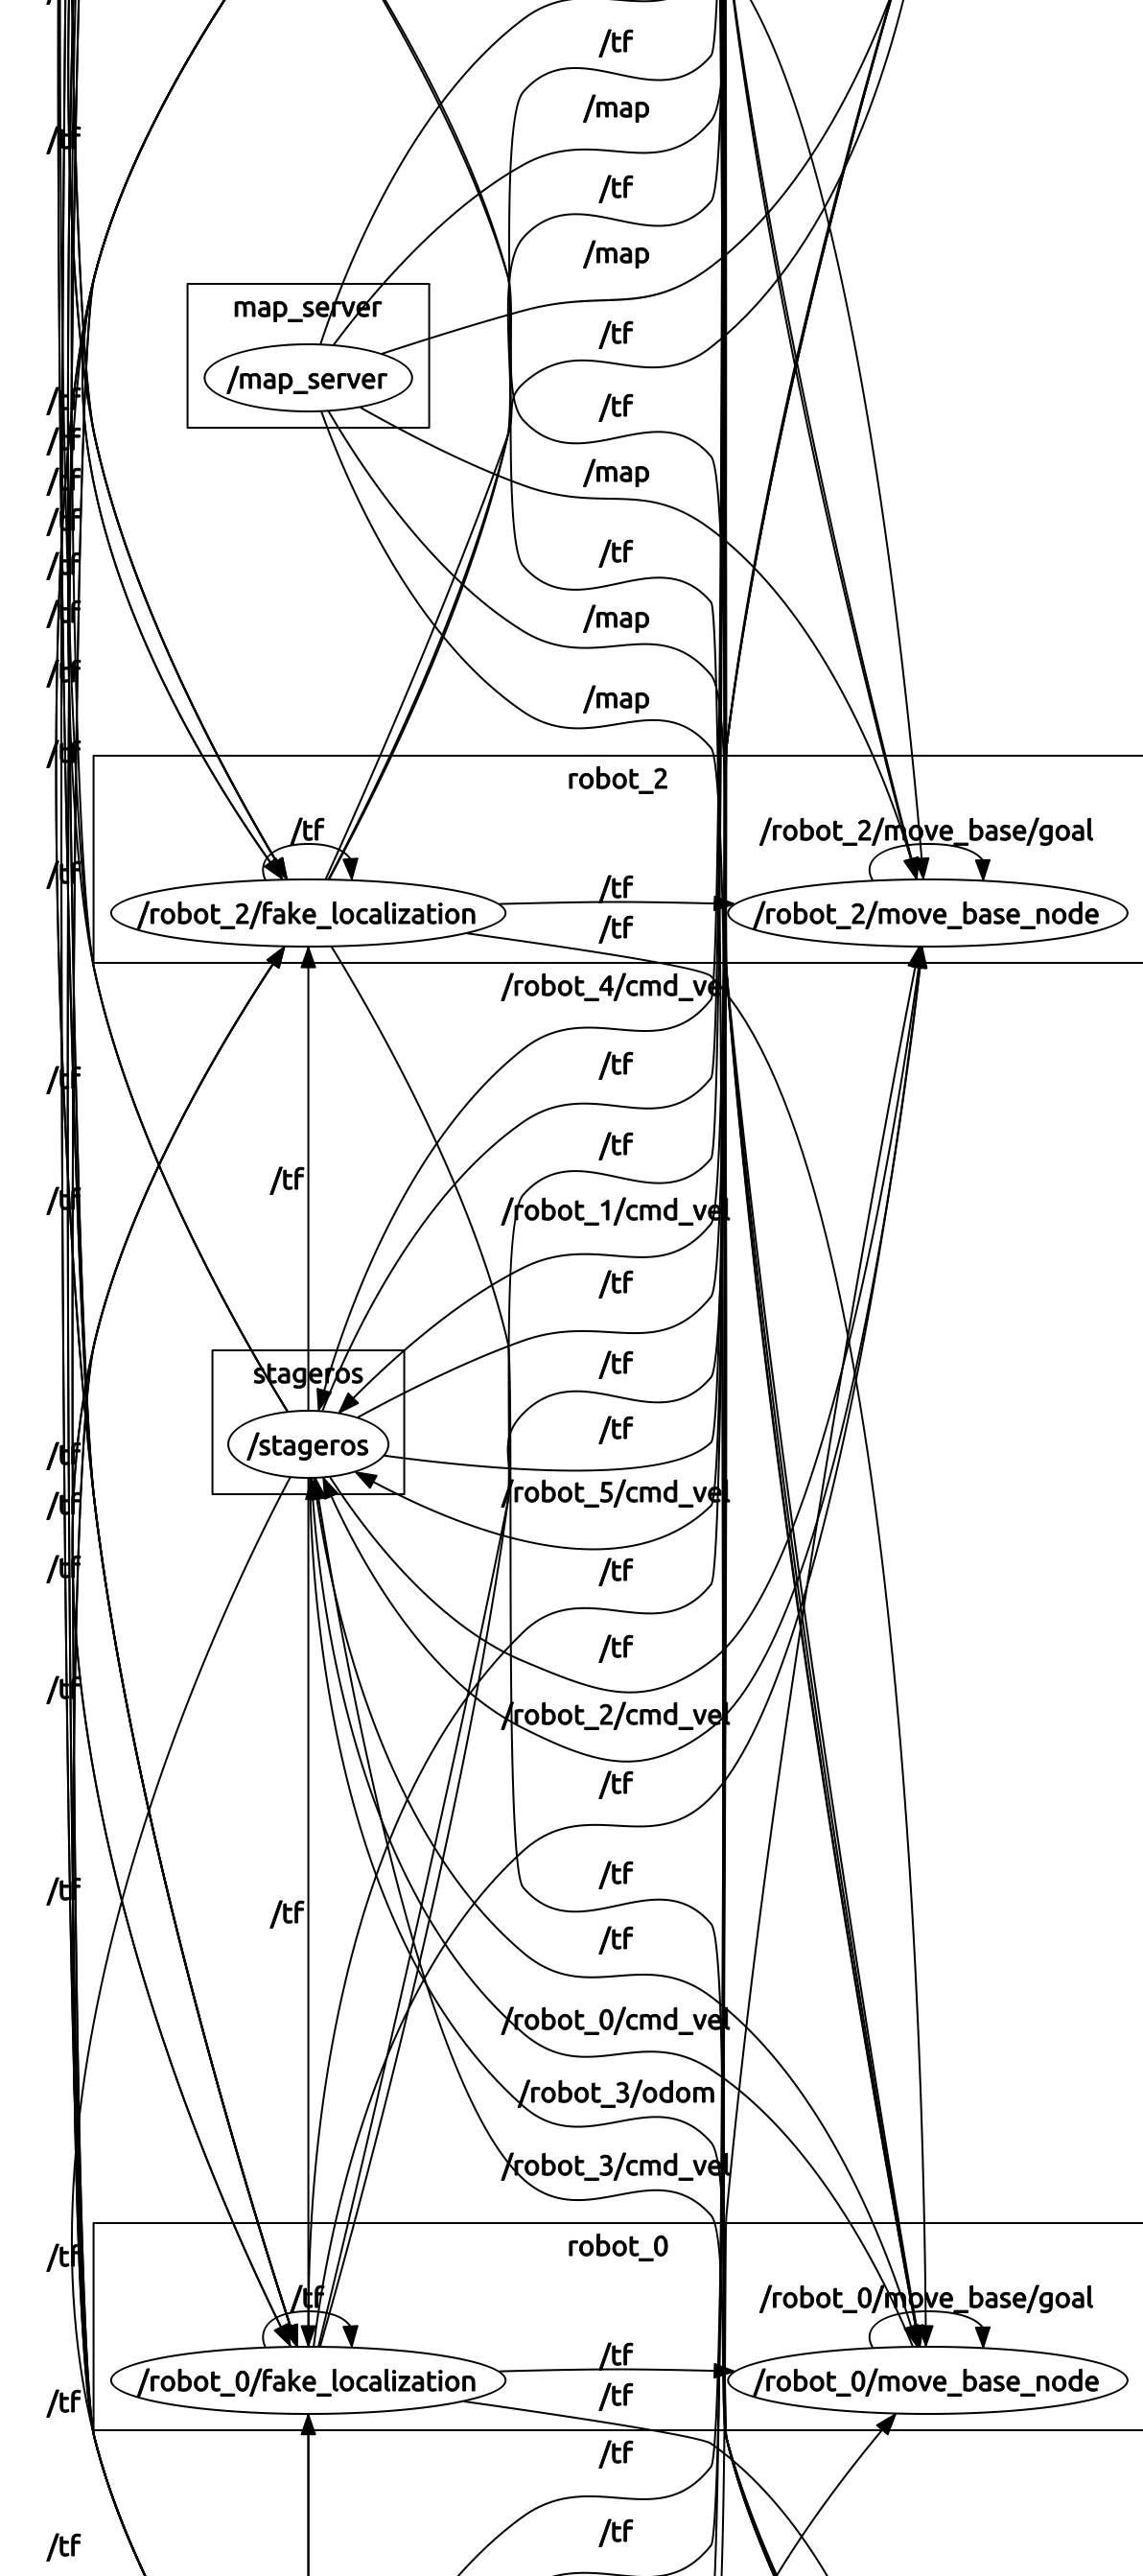 /tf
/map
/tf
/tf
/map
map_server
/tf
/map_server
/tf
/tf
/tf
/map
/tf
/tf
/tf
/tf
/tf
/map
/tf
/map
/tf
robot_2
/tf
/robot_2/move_base/goal
/tf
/tf
/robot_2/fake_localization
/robot_2/move_base_node
/tf
/robot_4/cmd_vel
/tf
/tf
/tf
/tf
/tf
/robot_1/cmd_vel
/tf
/tf
stageros
/tf
/stageros
/tf
/robot_5/cmd_vel
/tf
/tf
/tf
/tf
/tf
/robot_2/cmd_vel
/tf
/tf
/tf
/tf
/tf
/robot_0/cmd_vel
/robot_3/odom
/robot_3/cmd_vel
robot_0
/tf
/tf
/robot_0/move_base/goal
/tf
/robot_0/fake_localization
/robot_0/move_base_node
/tf
/tf
/tf
/tf
/tf